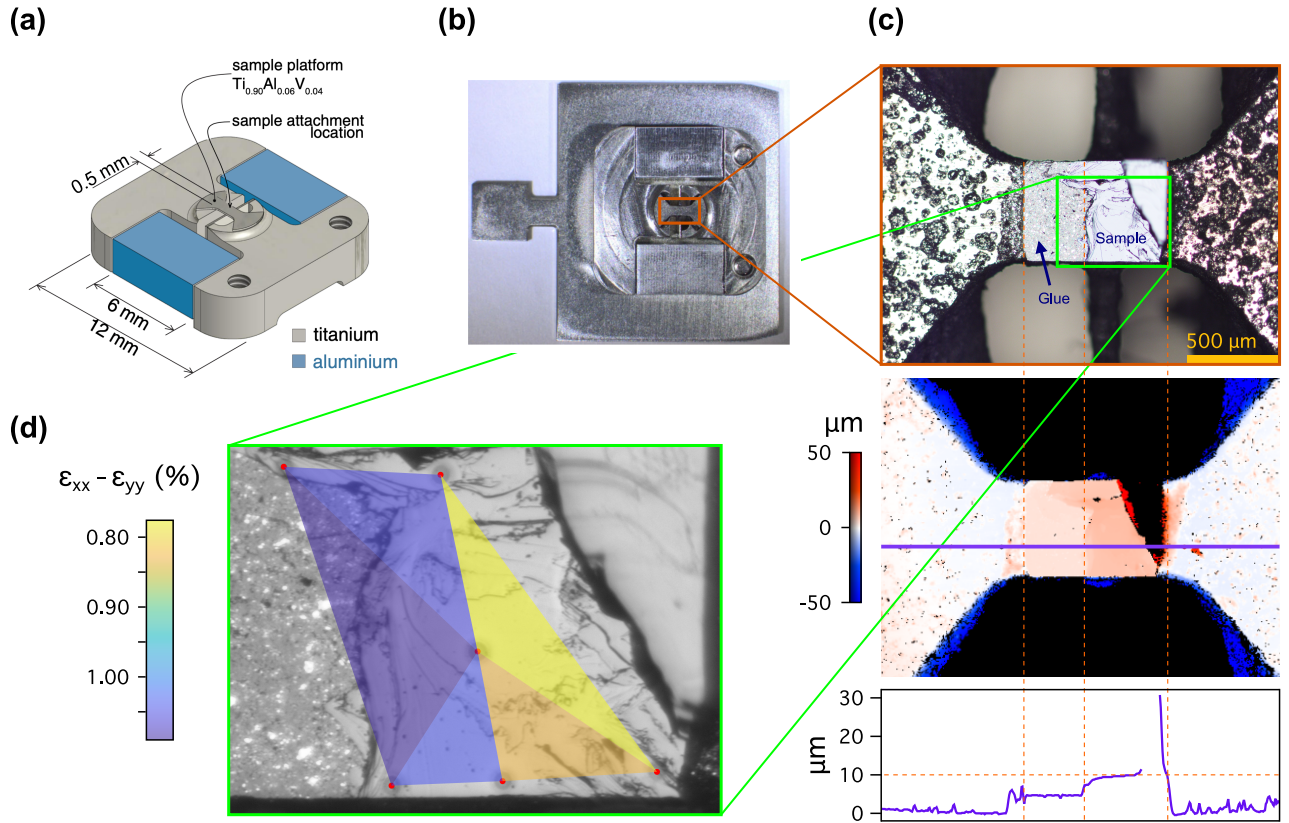 (a)
sample platform
Ti0.90Al0.06V0.04
sample attachment
location
0.5 mm
6 mm
12 mm
titanium
aluminium
(b)
(c)
Sample
Glue
500 μm
μm
50
0
-50
30
20
10
0
μm
(d)
εxx - εyy (%)
0.80
0.90
1.00